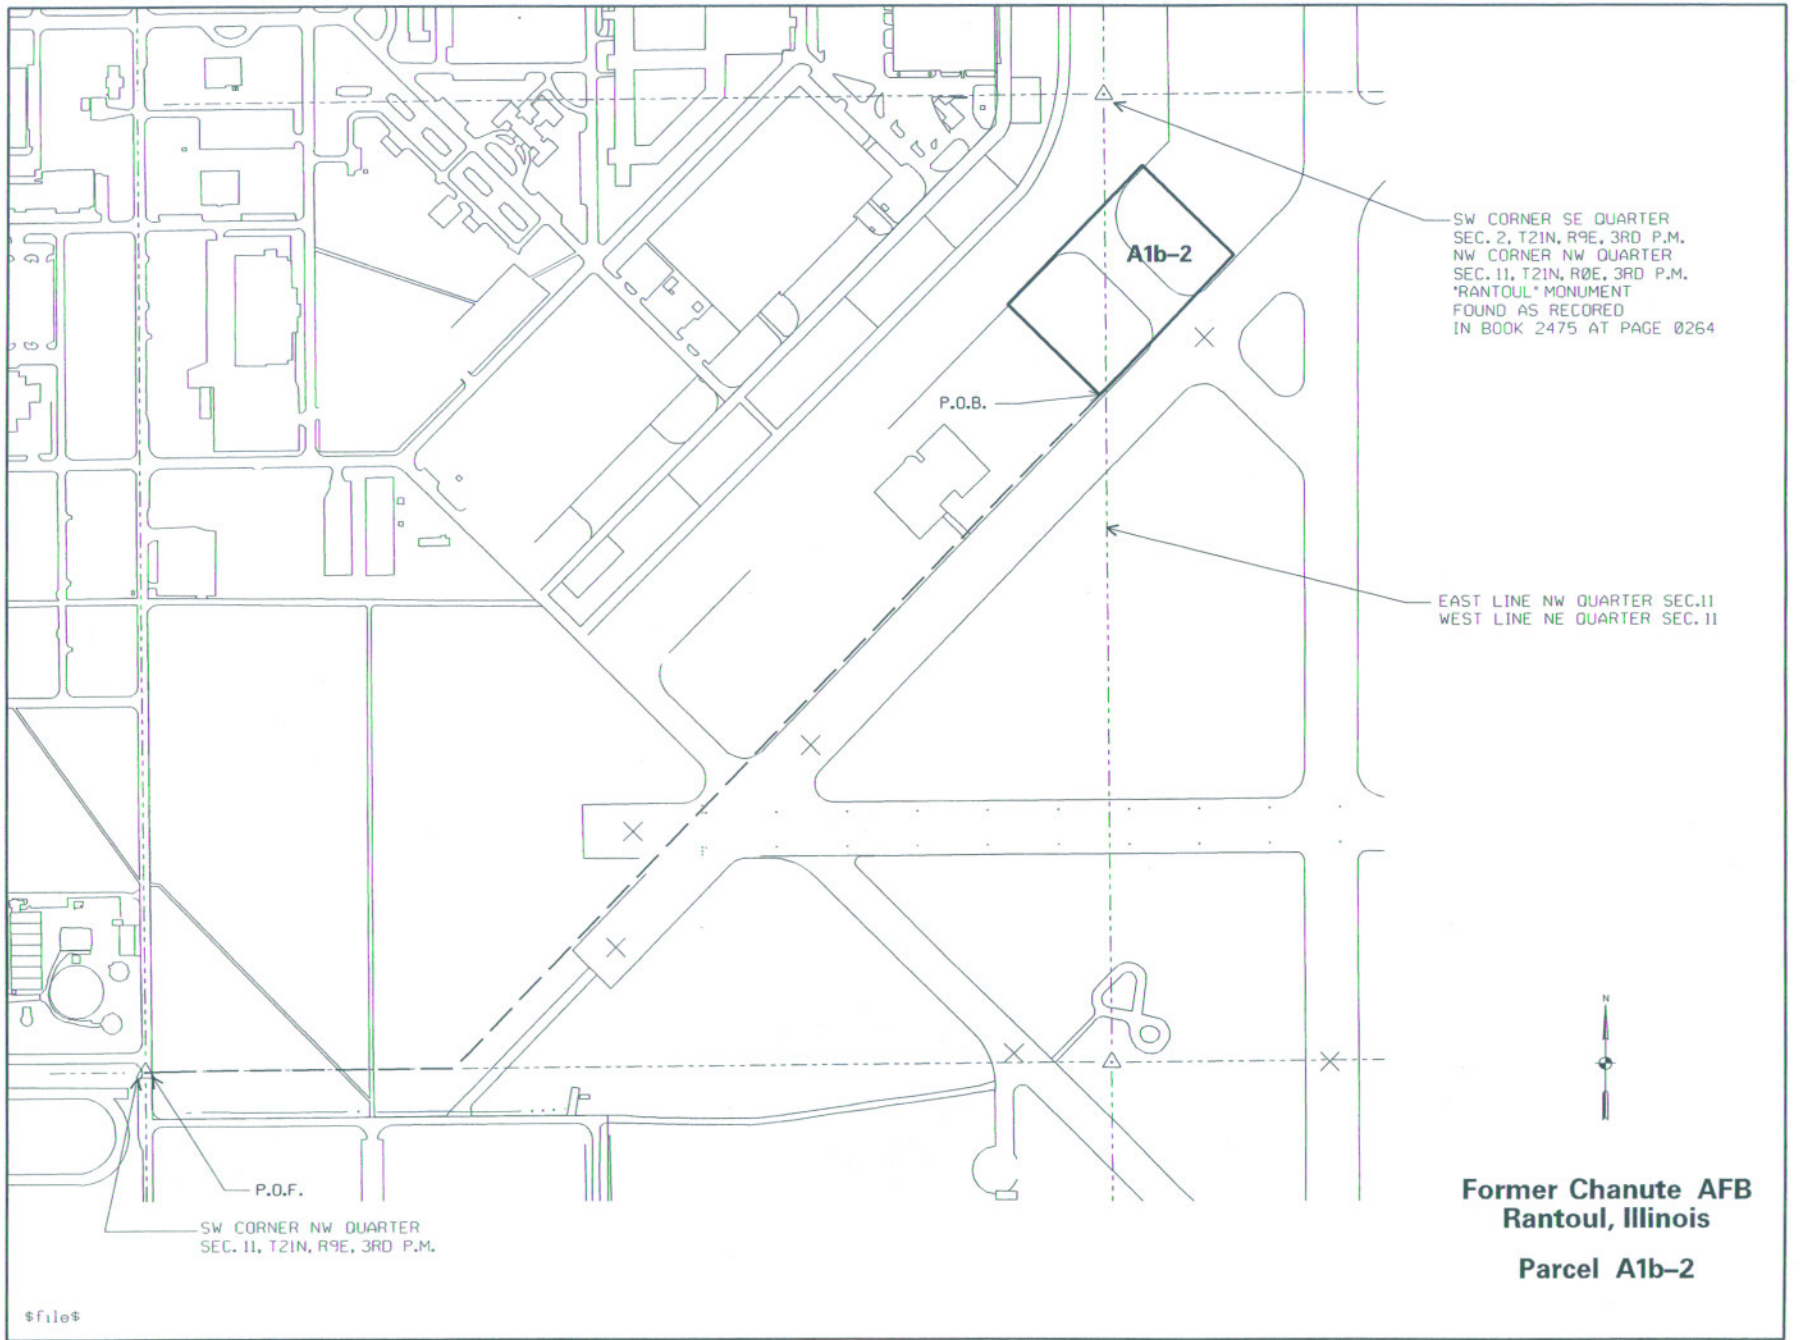 SW CORNER SE QUARTER
SEC. 2, T21N, R9E, 3RD P.M.
NW CORNER NW QUARTER
SEC. 11, T21N, R0E, 3RD P.M.
"RANTOUL" MONUMENT
FOUND AS RECORED
IN BOOK 2475 AT PAGE 0264
A1b–2
P.O.B.
EAST LINE NW QUARTER SEC.11
WEST LINE NE QUARTER SEC. 11
N
P.O.F.
SW CORNER NW QUARTER
SEC. 11, T21N, R9E, 3RD P.M.
Former Chanute AFB
Rantoul, Illinois
Parcel A1b–2
$file$